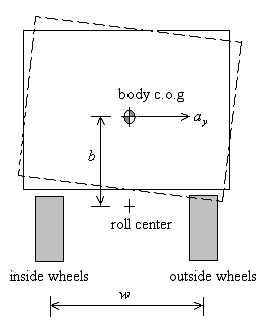 body c.o.g
a_y
b
roll center
inside wheels
outside wheels
w